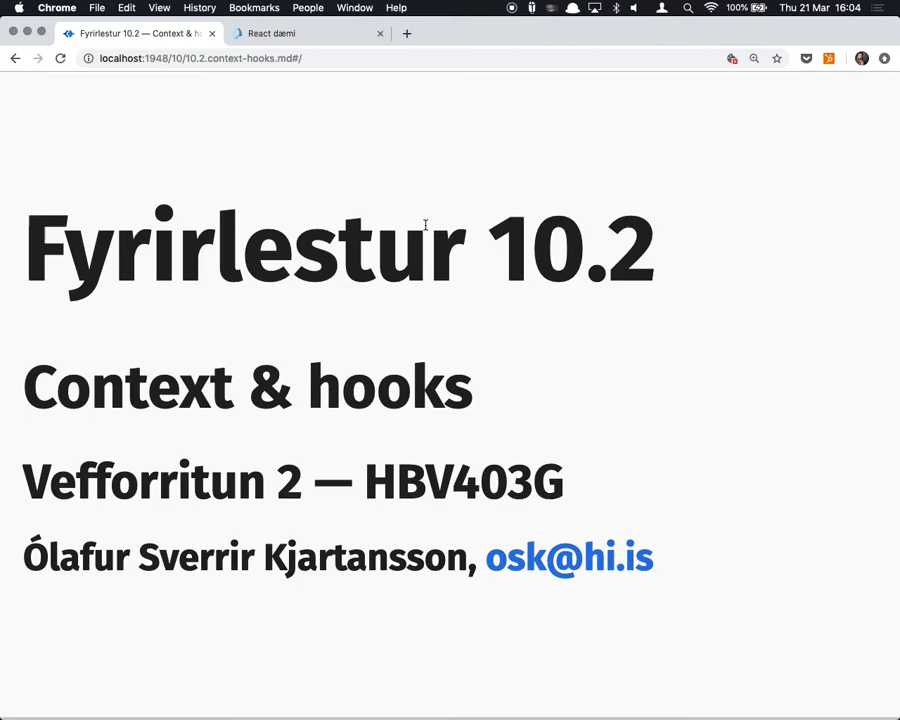 Chrome File Edit View History Bookmarks People Window Help 100% Thu 21 Mar 16:04
Fyrirlestur 10.2 — Context & ho React dæmi
localhost:1948/10/10.2.context-hooks.md#/
Fyrirlestur 10.2
Context & hooks
Vefforritun 2 — HBV403G
Ólafur Sverrir Kjartansson, osk@hi.is